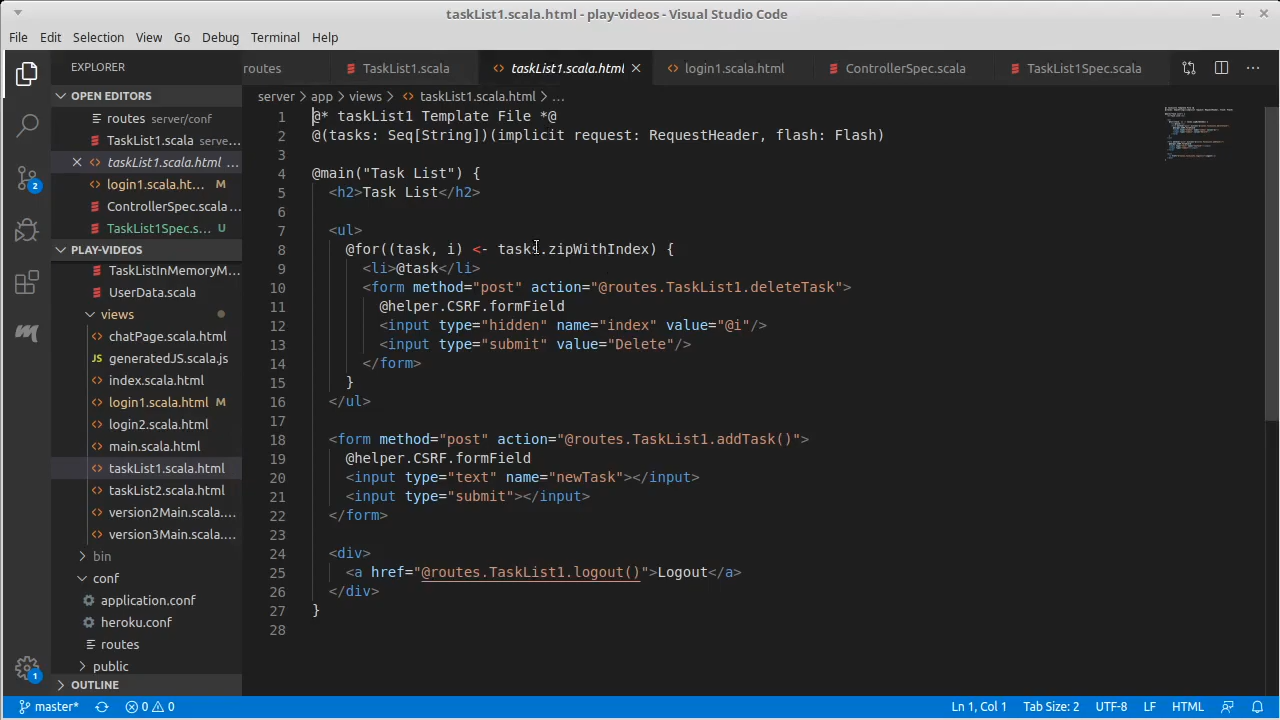 taskList1.scala.html - play-videos - Visual Studio Code
File Edit Selection View Go Debug Terminal Help
EXPLORER
routes TaskList1.scala taskList1.scala.html login1.scala.html ControllerSpec.scala TaskList1Spec.scala
OPEN EDITORS
routes server/conf
TaskList1.scala serve...
taskList1.scala.html ...
login1.scala.ht... M
ControllerSpec.scala...
TaskList1Spec.s... U
PLAY-VIDEOS
TaskListInMemoryM...
UserData.scala
views
chatPage.scala.html
JS generatedJS.scala.js
index.scala.html
login1.scala.html M
login2.scala.html
main.scala.html
taskList1.scala.html
taskList2.scala.html
version2Main.scala....
version3Main.scala....
bin
conf
application.conf
heroku.conf
routes
public
OUTLINE
2
1
server > app > views > taskList1.scala.html > ...
1 @* taskList1 Template File *@
2 @(tasks: Seq[String])(implicit request: RequestHeader, flash: Flash)
3
4 @main("Task List") {
5 <h2>Task List</h2>
6
7 <ul>
8 @for((task, i) <- tasks.zipWithIndex) {
9 <li>@task</li>
10 <form method="post" action="@routes.TaskList1.deleteTask">
11 @helper.CSRF.formField
12 <input type="hidden" name="index" value="@i"/>
13 <input type="submit" value="Delete"/>
14 </form>
15 }
16 </ul>
17
18 <form method="post" action="@routes.TaskList1.addTask()">
19 @helper.CSRF.formField
20 <input type="text" name="newTask"></input>
21 <input type="submit"></input>
22 </form>
23
24 <div>
25 <a href="@routes.TaskList1.logout()">Logout</a>
26 </div>
27 }
28
master* 0 0 Ln 1, Col 1 Tab Size: 2 UTF-8 LF HTML